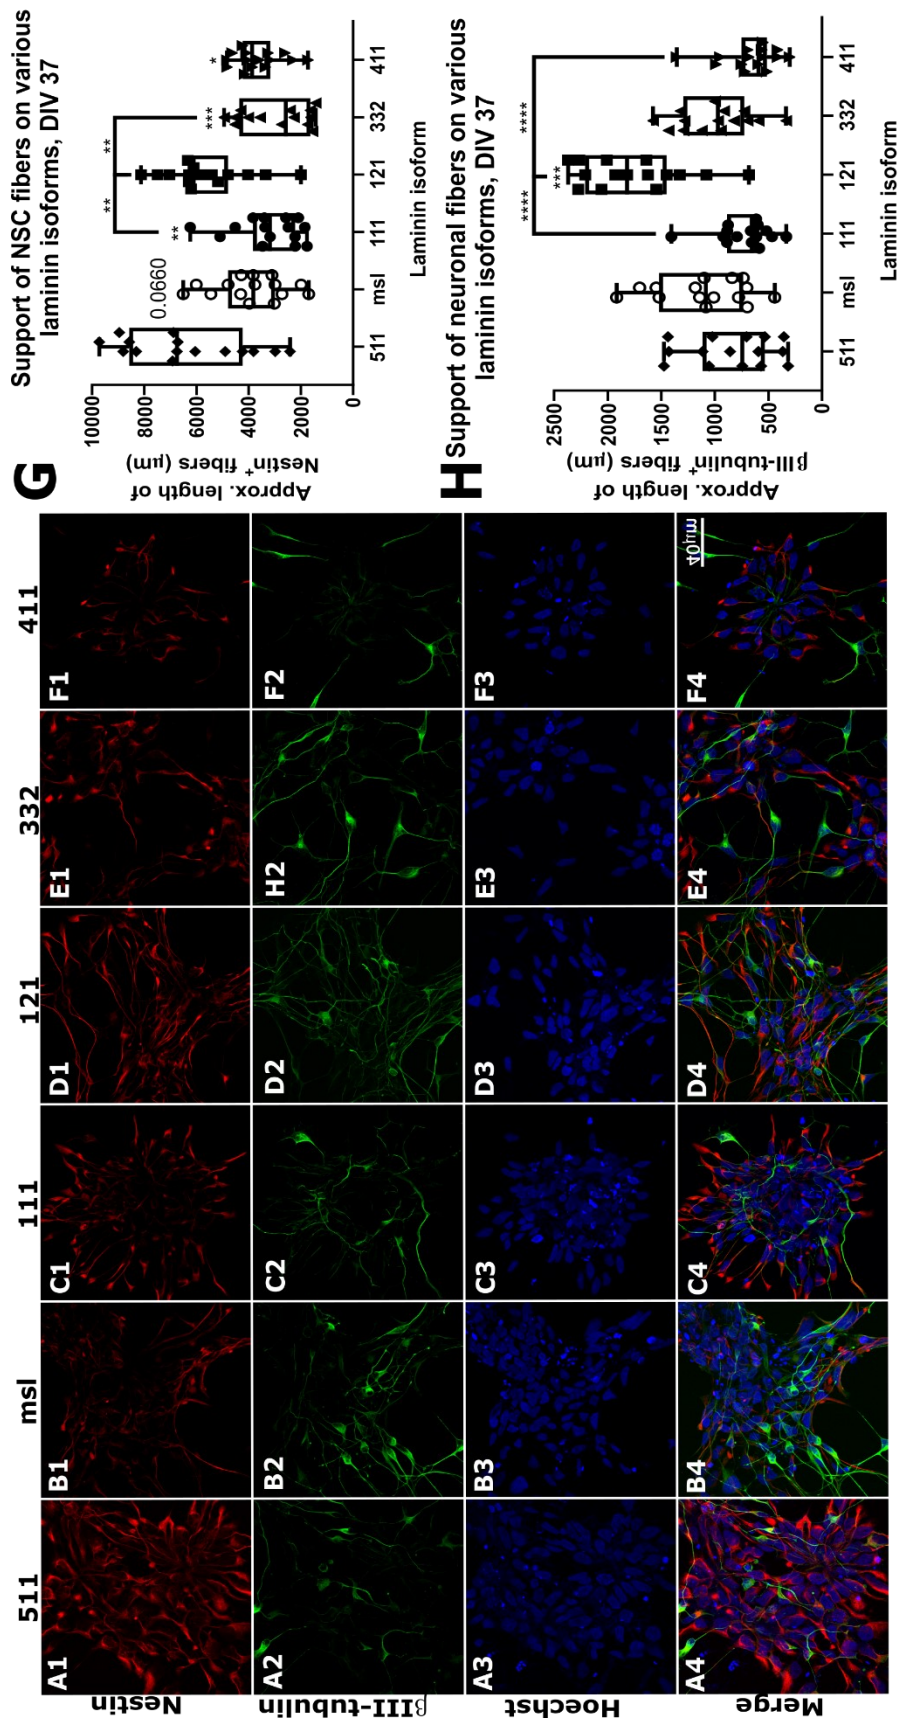 511
msl
111
121
332
411
Nestin
A1
B1
C1
D1
E1
F1
βIII-tubulin
A2
B2
C2
D2
H2
F2
Hoechst
A3
B3
C3
D3
E3
F3
Merge
A4
B4
C4
D4
E4
F4
40μm
G
Support of NSC fibers on various
laminin isoforms, DIV 37
Approx. length of
Nestin+ fibers (μm)
10000
8000
6000
4000
2000
0
0.0660
**
**
**
***
*
511
msl
111
121
332
411
Laminin isoform
H
Support of neuronal fibers on various
laminin isoforms, DIV 37
Approx. length of
βIII-tubulin+ fibers (μm)
2500
2000
1500
1000
500
0
****
****
***
511
msl
111
121
332
411
Laminin isoform